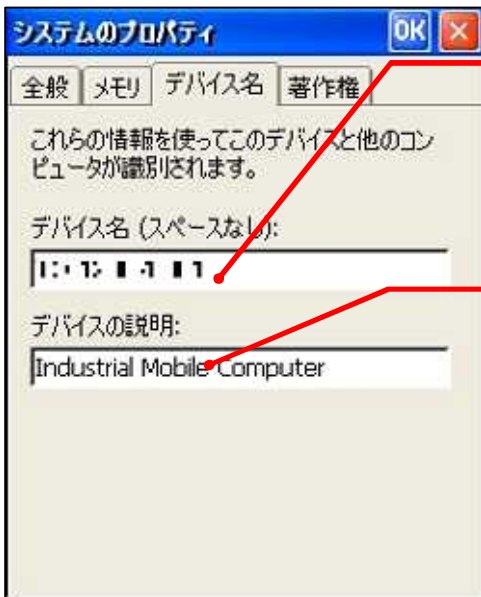 システムのプロパティ OK
全般 メモリ デバイス名 著作権
これらの情報を使ってこのデバイスと他のコン
ピュータが識別されます。
デバイス名 (スペースなし):
デバイスの説明:
Industrial Mobile Computer